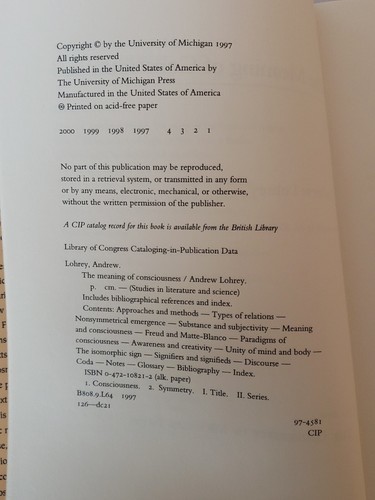 Copyright © by the University of Michigan 1997
All rights reserved
Published in the United States of America by
The University of Michigan Press
Manufactured in the United States of America
♾ Printed on acid-free paper
2000 1999 1998 1997 4 3 2 1
No part of this publication may be reproduced,
stored in a retrieval system, or transmitted in any form
or by any means, electronic, mechanical, or otherwise,
without the written permission of the publisher.
A CIP catalog record for this book is available from the British Library
Library of Congress Cataloging-in-Publication Data
Lohrey, Andrew.
The meaning of consciousness / Andrew Lohrey.
p. cm. — (Studies in literature and science)
Includes bibliographical references and index.
Contents: Approaches and methods — Types of relations —
Nonsymmetrical emergence — Substance and subjectivity — Meaning
and consciousness — Freud and Matte-Blanco — Paradigms of
consciousness — Awareness and creativity — Unity of mind and body —
The isomorphic sign — Signifiers and signifieds — Discourse —
Coda — Notes — Glossary — Bibliography — Index.
ISBN 0-472-10821-2 (alk. paper)
1. Consciousness. 2. Symmetry. I. Title. II. Series.
B808.9.L64 1997
126—dc21
97-4581
CIP